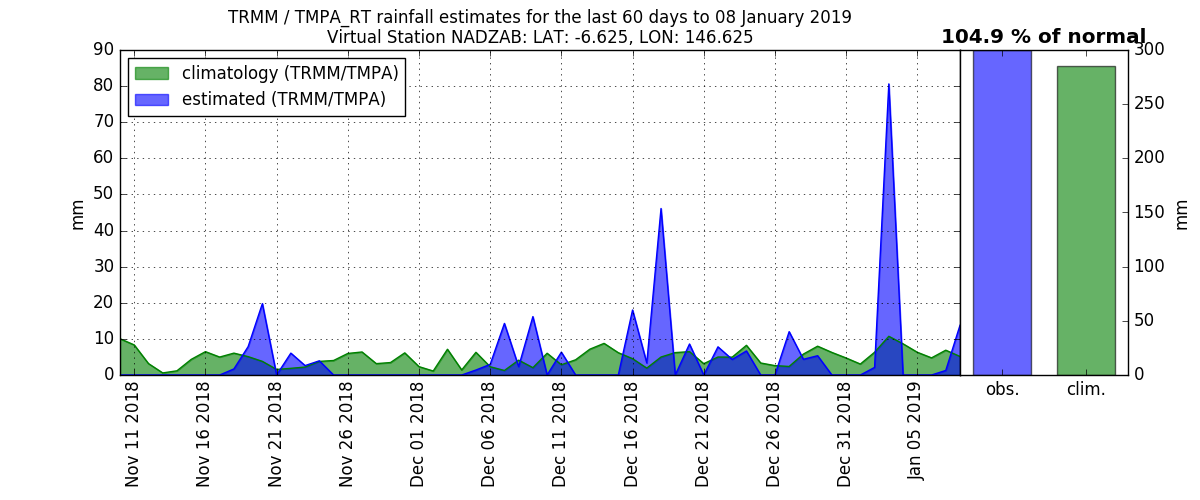 TRMM / TMPA_RT rainfall estimates for the last 60 days to 08 January 2019
Virtual Station NADZAB: LAT: -6.625, LON: 146.625
104.9 % of normal
climatology (TRMM/TMPA)
estimated (TRMM/TMPA)
90
80
70
60
50
40
30
20
10
0
mm
Nov 11 2018
Nov 16 2018
Nov 21 2018
Nov 26 2018
Dec 01 2018
Dec 06 2018
Dec 11 2018
Dec 16 2018
Dec 21 2018
Dec 26 2018
Dec 31 2018
Jan 05 2019
obs.
clim.
300
250
200
150
100
50
0
mm